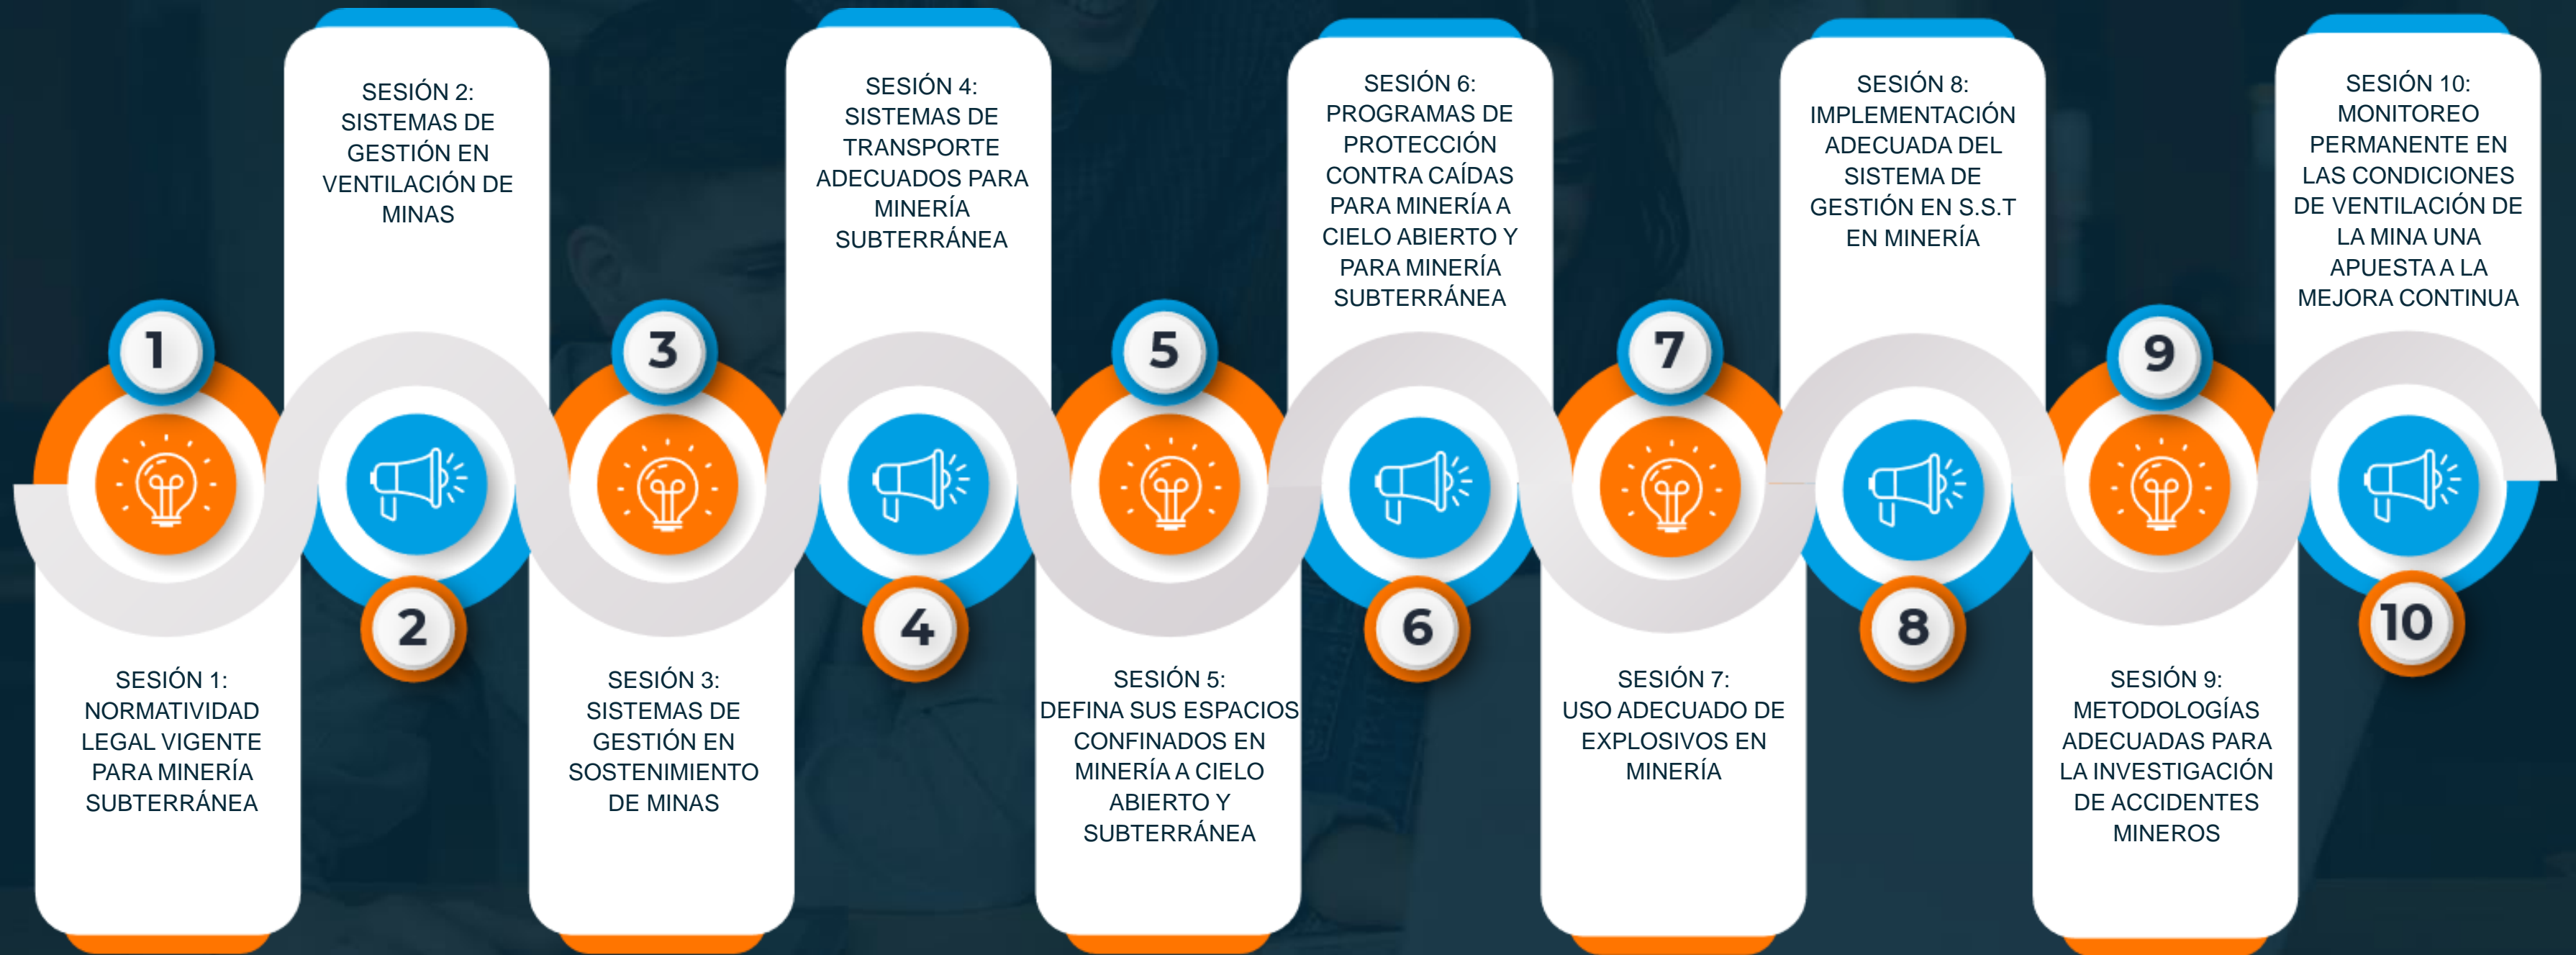 1
SESIÓN 1:
NORMATIVIDAD
LEGAL VIGENTE
PARA MINERÍA
SUBTERRÁNEA
SESIÓN 2:
SISTEMAS DE
GESTIÓN EN
VENTILACIÓN DE
MINAS
2
3
SESIÓN 3:
SISTEMAS DE
GESTIÓN EN
SOSTENIMIENTO
DE MINAS
SESIÓN 4:
SISTEMAS DE
TRANSPORTE
ADECUADOS PARA
MINERÍA
SUBTERRÁNEA
4
5
SESIÓN 5:
DEFINA SUS ESPACIOS
CONFINADOS EN
MINERÍA A CIELO
ABIERTO Y
SUBTERRÁNEA
SESIÓN 6:
PROGRAMAS DE
PROTECCIÓN
CONTRA CAÍDAS
PARA MINERÍA A
CIELO ABIERTO Y
PARA MINERÍA
SUBTERRÁNEA
6
7
SESIÓN 7:
USO ADECUADO DE
EXPLOSIVOS EN
MINERÍA
SESIÓN 8:
IMPLEMENTACIÓN
ADECUADA DEL
SISTEMA DE
GESTIÓN EN S.S.T
EN MINERÍA
8
9
SESIÓN 9:
METODOLOGÍAS
ADECUADAS PARA
LA INVESTIGACIÓN
DE ACCIDENTES
MINEROS
SESIÓN 10:
MONITOREO
PERMANENTE EN
LAS CONDICIONES
DE VENTILACIÓN DE
LA MINA UNA
APUESTA A LA
MEJORA CONTINUA
10